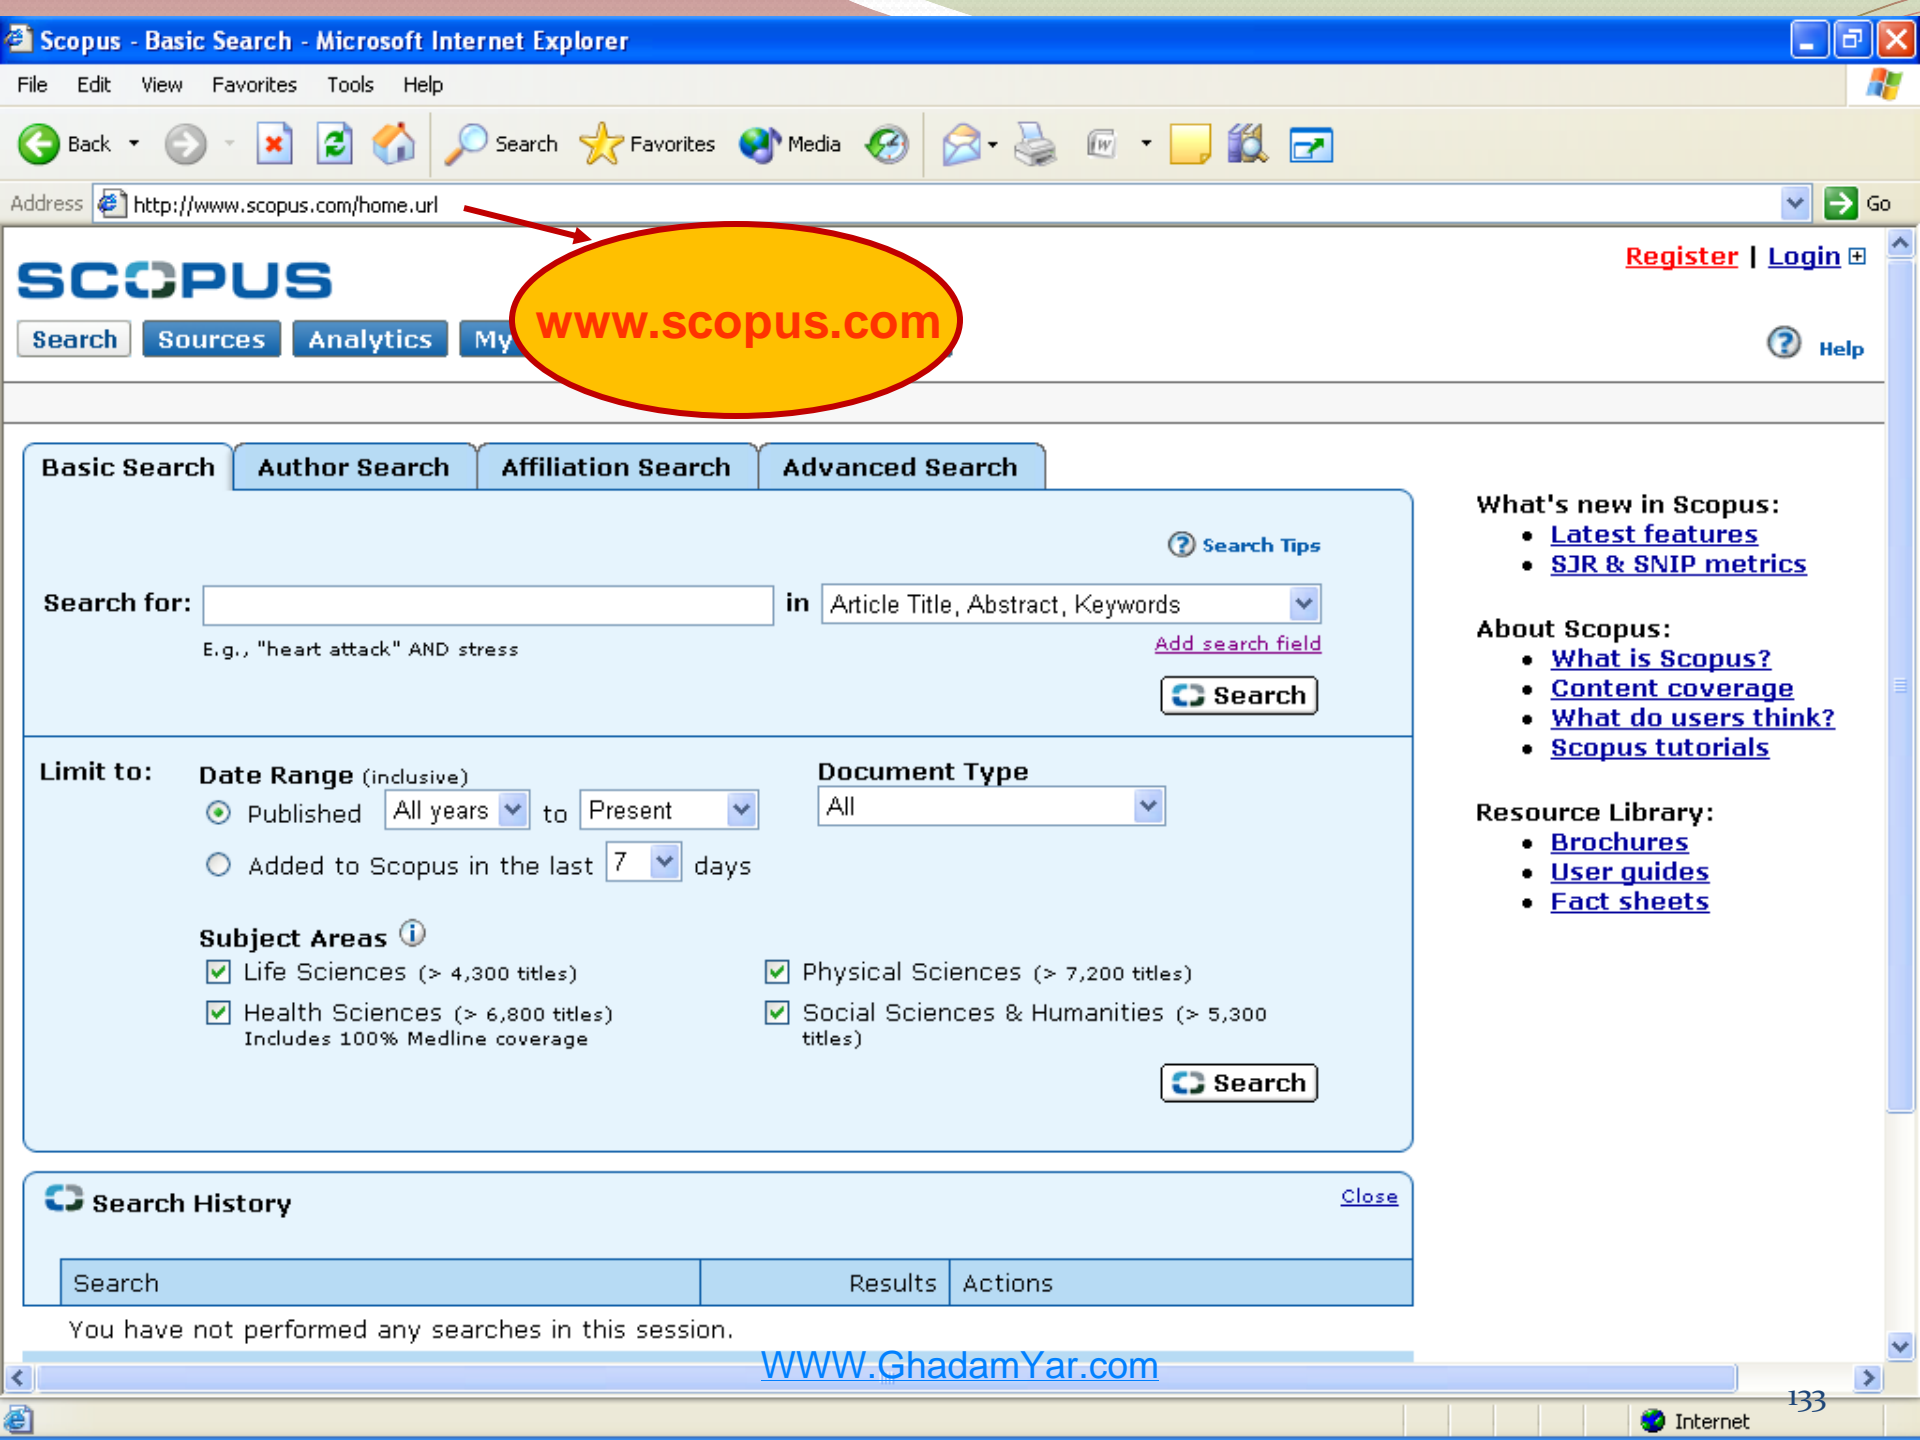 Scopus - Basic Search - Microsoft Internet Explorer
File Edit View Favorites Tools Help
Back Search Favorites Media
Address http://www.scopus.com/home.url Go
Register | Login
SCOPUS
www.scopus.com
Search Sources Analytics My
Help
Basic Search Author Search Affiliation Search Advanced Search
Search Tips
Search for: in Article Title, Abstract, Keywords
E.g., "heart attack" AND stress
Add search field
Search
Limit to: Date Range (inclusive) Document Type
Published All years to Present All
Added to Scopus in the last 7 days
Subject Areas
Life Sciences (> 4,300 titles) Physical Sciences (> 7,200 titles)
Health Sciences (> 6,800 titles) Social Sciences & Humanities (> 5,300
Includes 100% Medline coverage titles)
Search
What's new in Scopus:
Latest features
SJR & SNIP metrics
About Scopus:
What is Scopus?
Content coverage
What do users think?
Scopus tutorials
Resource Library:
Brochures
User guides
Fact sheets
Search History Close
Search Results Actions
You have not performed any searches in this session.
WWW.GhadamYar.com
133
Internet